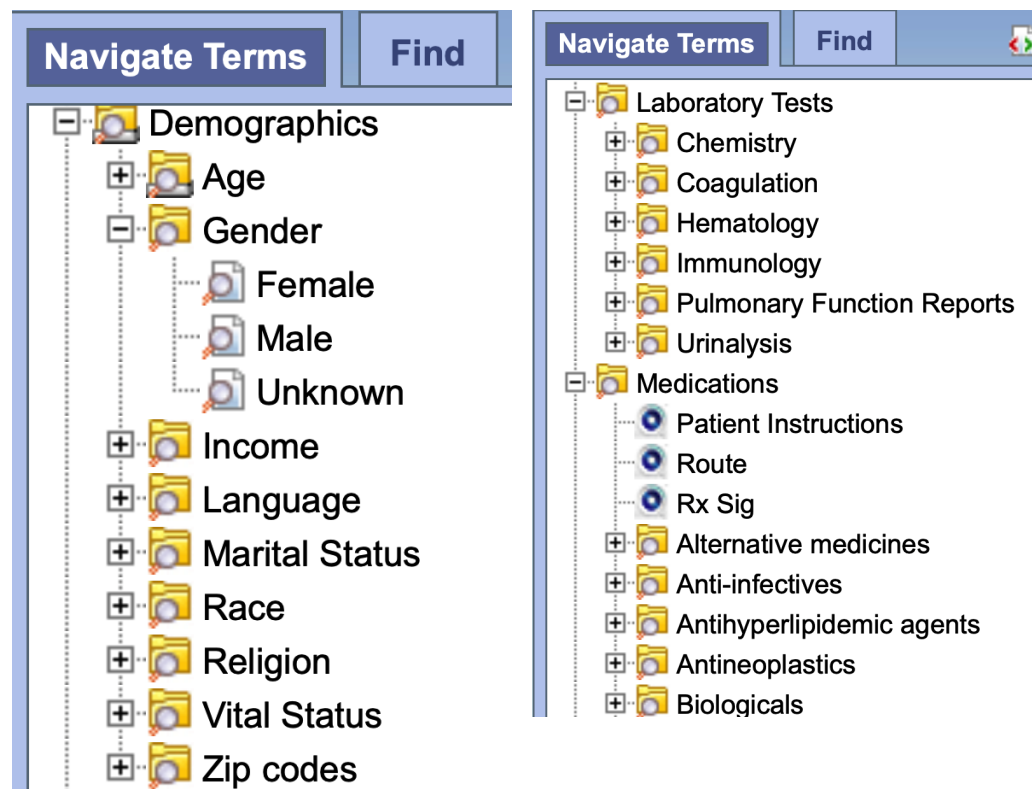 Navigate Terms
Find
Demographics
Age
Gender
Female
Male
Unknown
Income
Language
Marital Status
Race
Religion
Vital Status
Zip codes
Navigate Terms
Find
Laboratory Tests
Chemistry
Coagulation
Hematology
Immunology
Pulmonary Function Reports
Urinalysis
Medications
Patient Instructions
Route
Rx Sig
Alternative medicines
Anti-infectives
Antihyperlipidemic agents
Antineoplastics
Biologicals